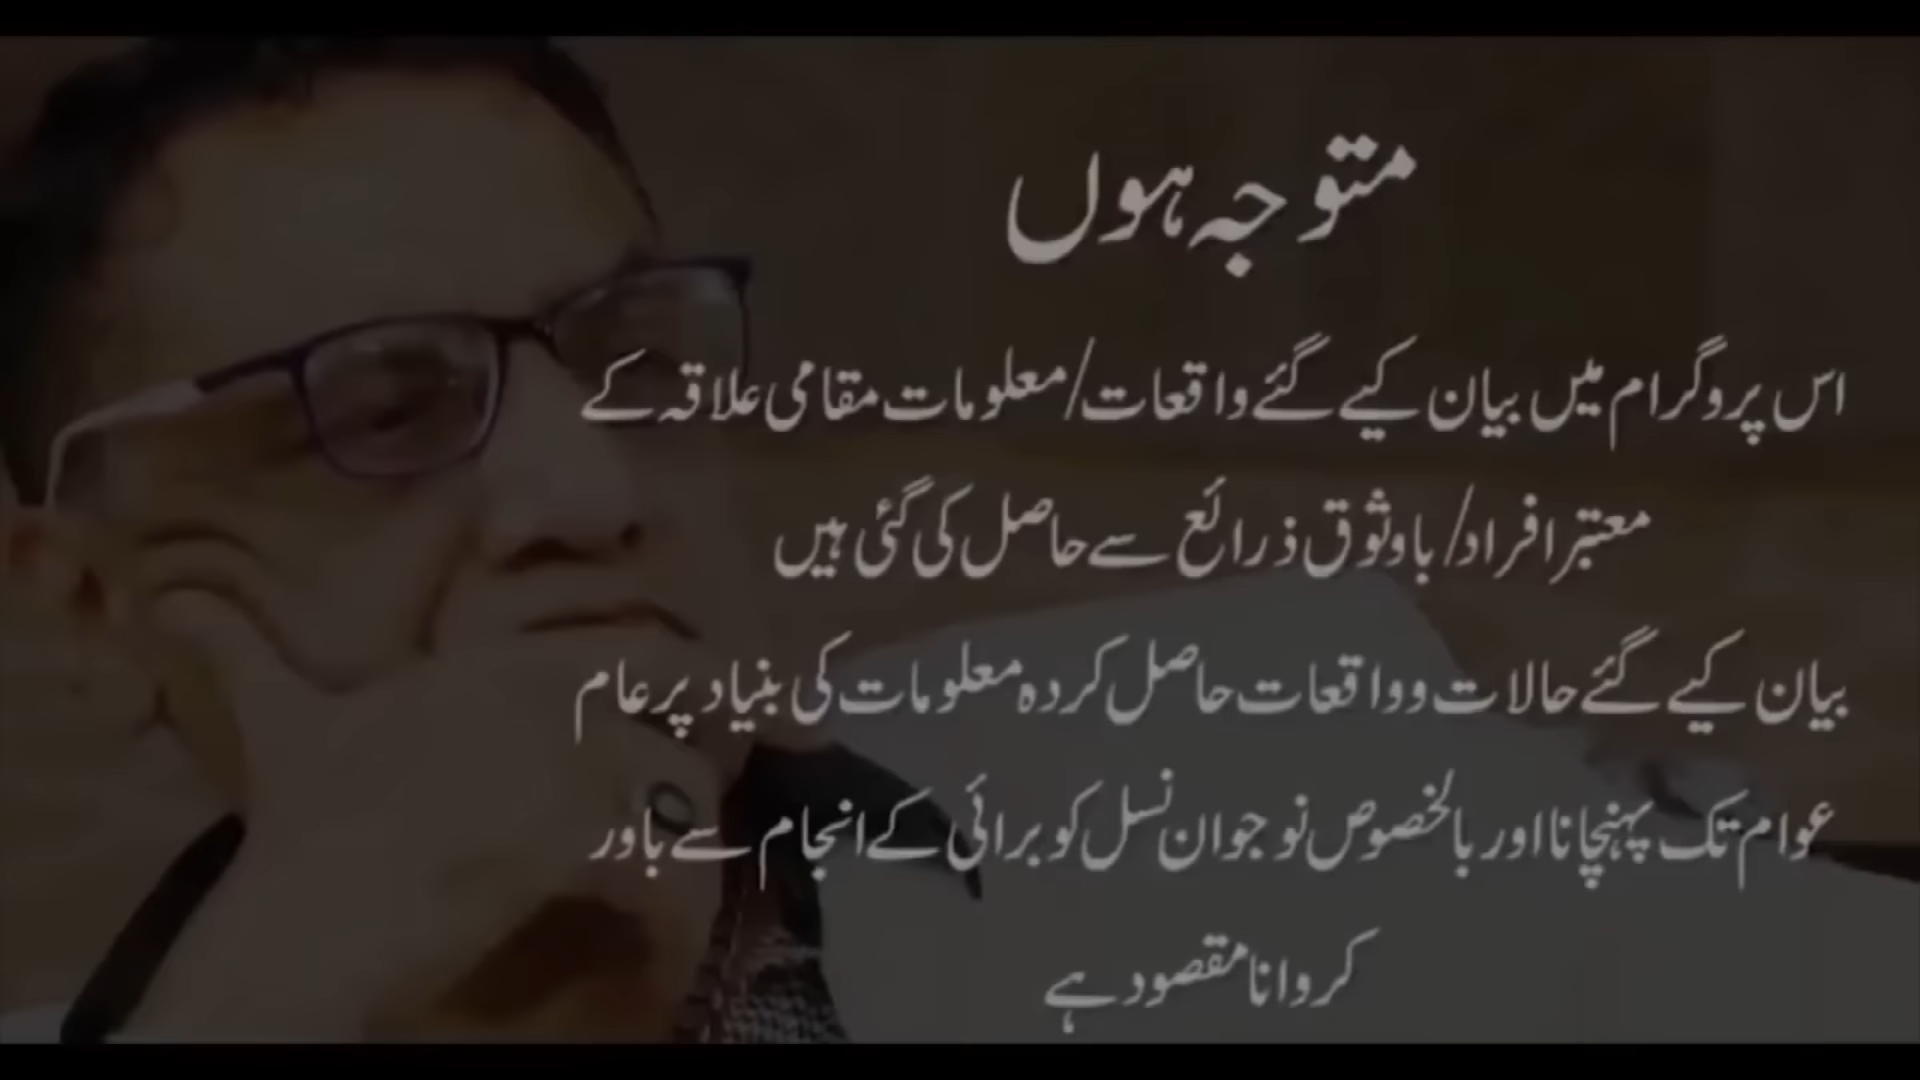 متوجہ ہوں
اس پروگرام میں بیان کیے گئے واقعات/معلومات مقامی علاقہ کے
معتبر افراد/ باوثوق ذرائع سے حاصل کی گئی ہیں
بیان کیے گئے حالات و واقعات حاصل کردہ معلومات کی بنیاد پر عام
عوام تک پہنچانا اور بالخصوص نوجوان نسل کو برائی کے انجام سے باور
کروانا مقصود ہے